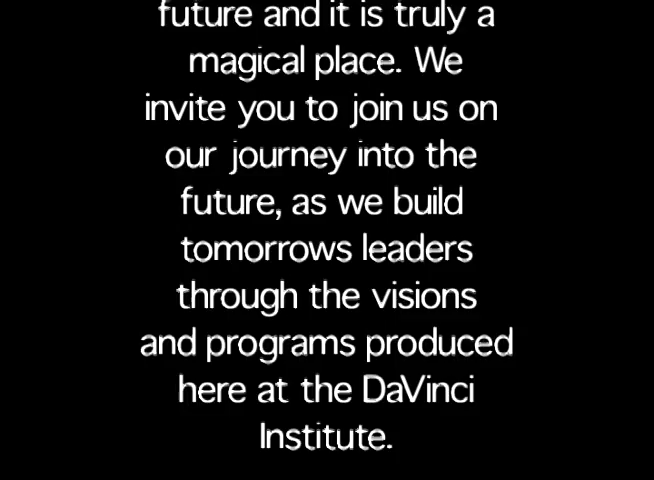 future and it is truly a
magical place. We
invite you to join us on
our journey into the
future, as we build
tomorrows leaders
through the visions
and programs produced
here at the DaVinci
Institute.